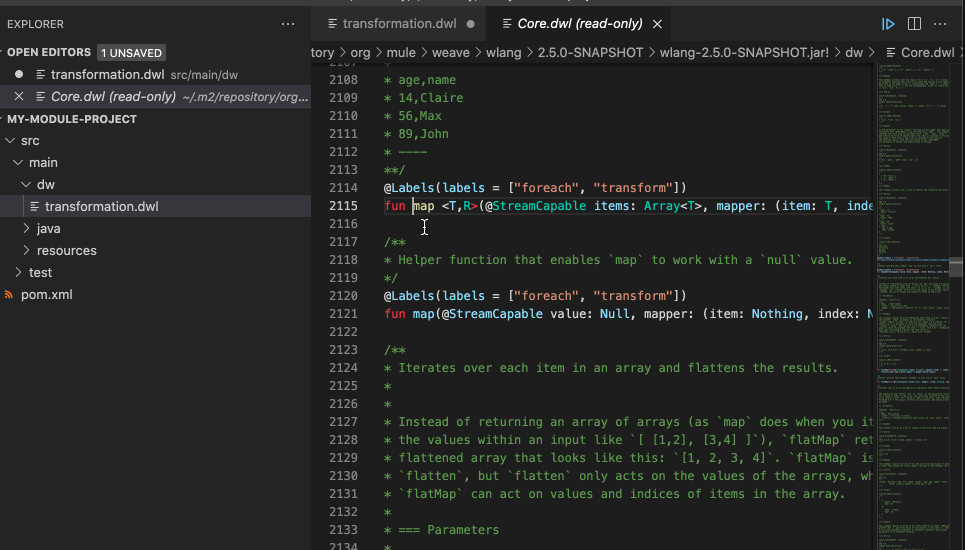 EXPLORER
···
OPEN EDITORS 1 UNSAVED
transformation.dwl src/main/dw
Core.dwl (read-only) ~/.m2/repository/org...
MY-MODULE-PROJECT
src
main
dw
transformation.dwl
java
resources
test
pom.xml
transformation.dwl
Core.dwl (read-only)
tory > org > mule > weave > wlang > 2.5.0-SNAPSHOT > wlang-2.5.0-SNAPSHOT.jar! > dw > Core.dwl
2107 *
2108 * age,name
2109 * 14,Claire
2110 * 56,Max
2111 * 89,John
2112 * ----
2113 **/
2114 @Labels(labels = ["foreach", "transform"])
2115 fun map <T,R>(@StreamCapable items: Array<T>, mapper: (item: T, inde
2116
2117 /**
2118 * Helper function that enables `map` to work with a `null` value.
2119 */
2120 @Labels(labels = ["foreach", "transform"])
2121 fun map(@StreamCapable value: Null, mapper: (item: Nothing, index: N
2122
2123 /**
2124 * Iterates over each item in an array and flattens the results.
2125 *
2126 *
2127 * Instead of returning an array of arrays (as `map` does when you it
2128 * the values within an input like `[ [1,2], [3,4] ]`), `flatMap` ret
2129 * flattened array that looks like this: `[1, 2, 3, 4]`. `flatMap` is
2130 * `flatten`, but `flatten` only acts on the values of the arrays, wh
2131 * `flatMap` can act on values and indices of items in the array.
2132 *
2133 * === Parameters
2134 *